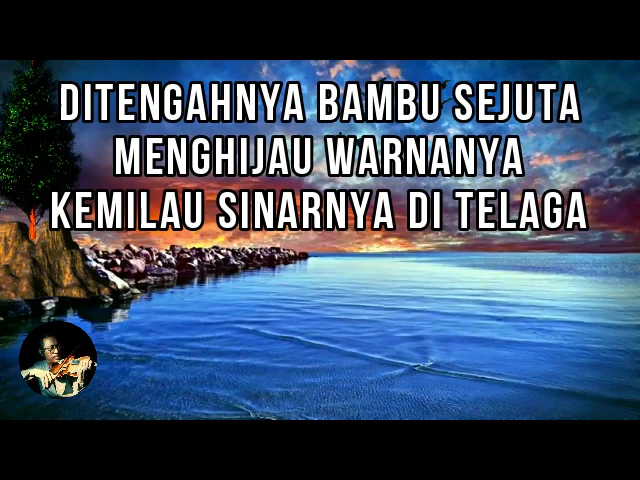 DITENGAHNYA BAMBU SEJUTA
MENGHIJAU WARNANYA
KEMILAU SINARNYA DI TELAGA